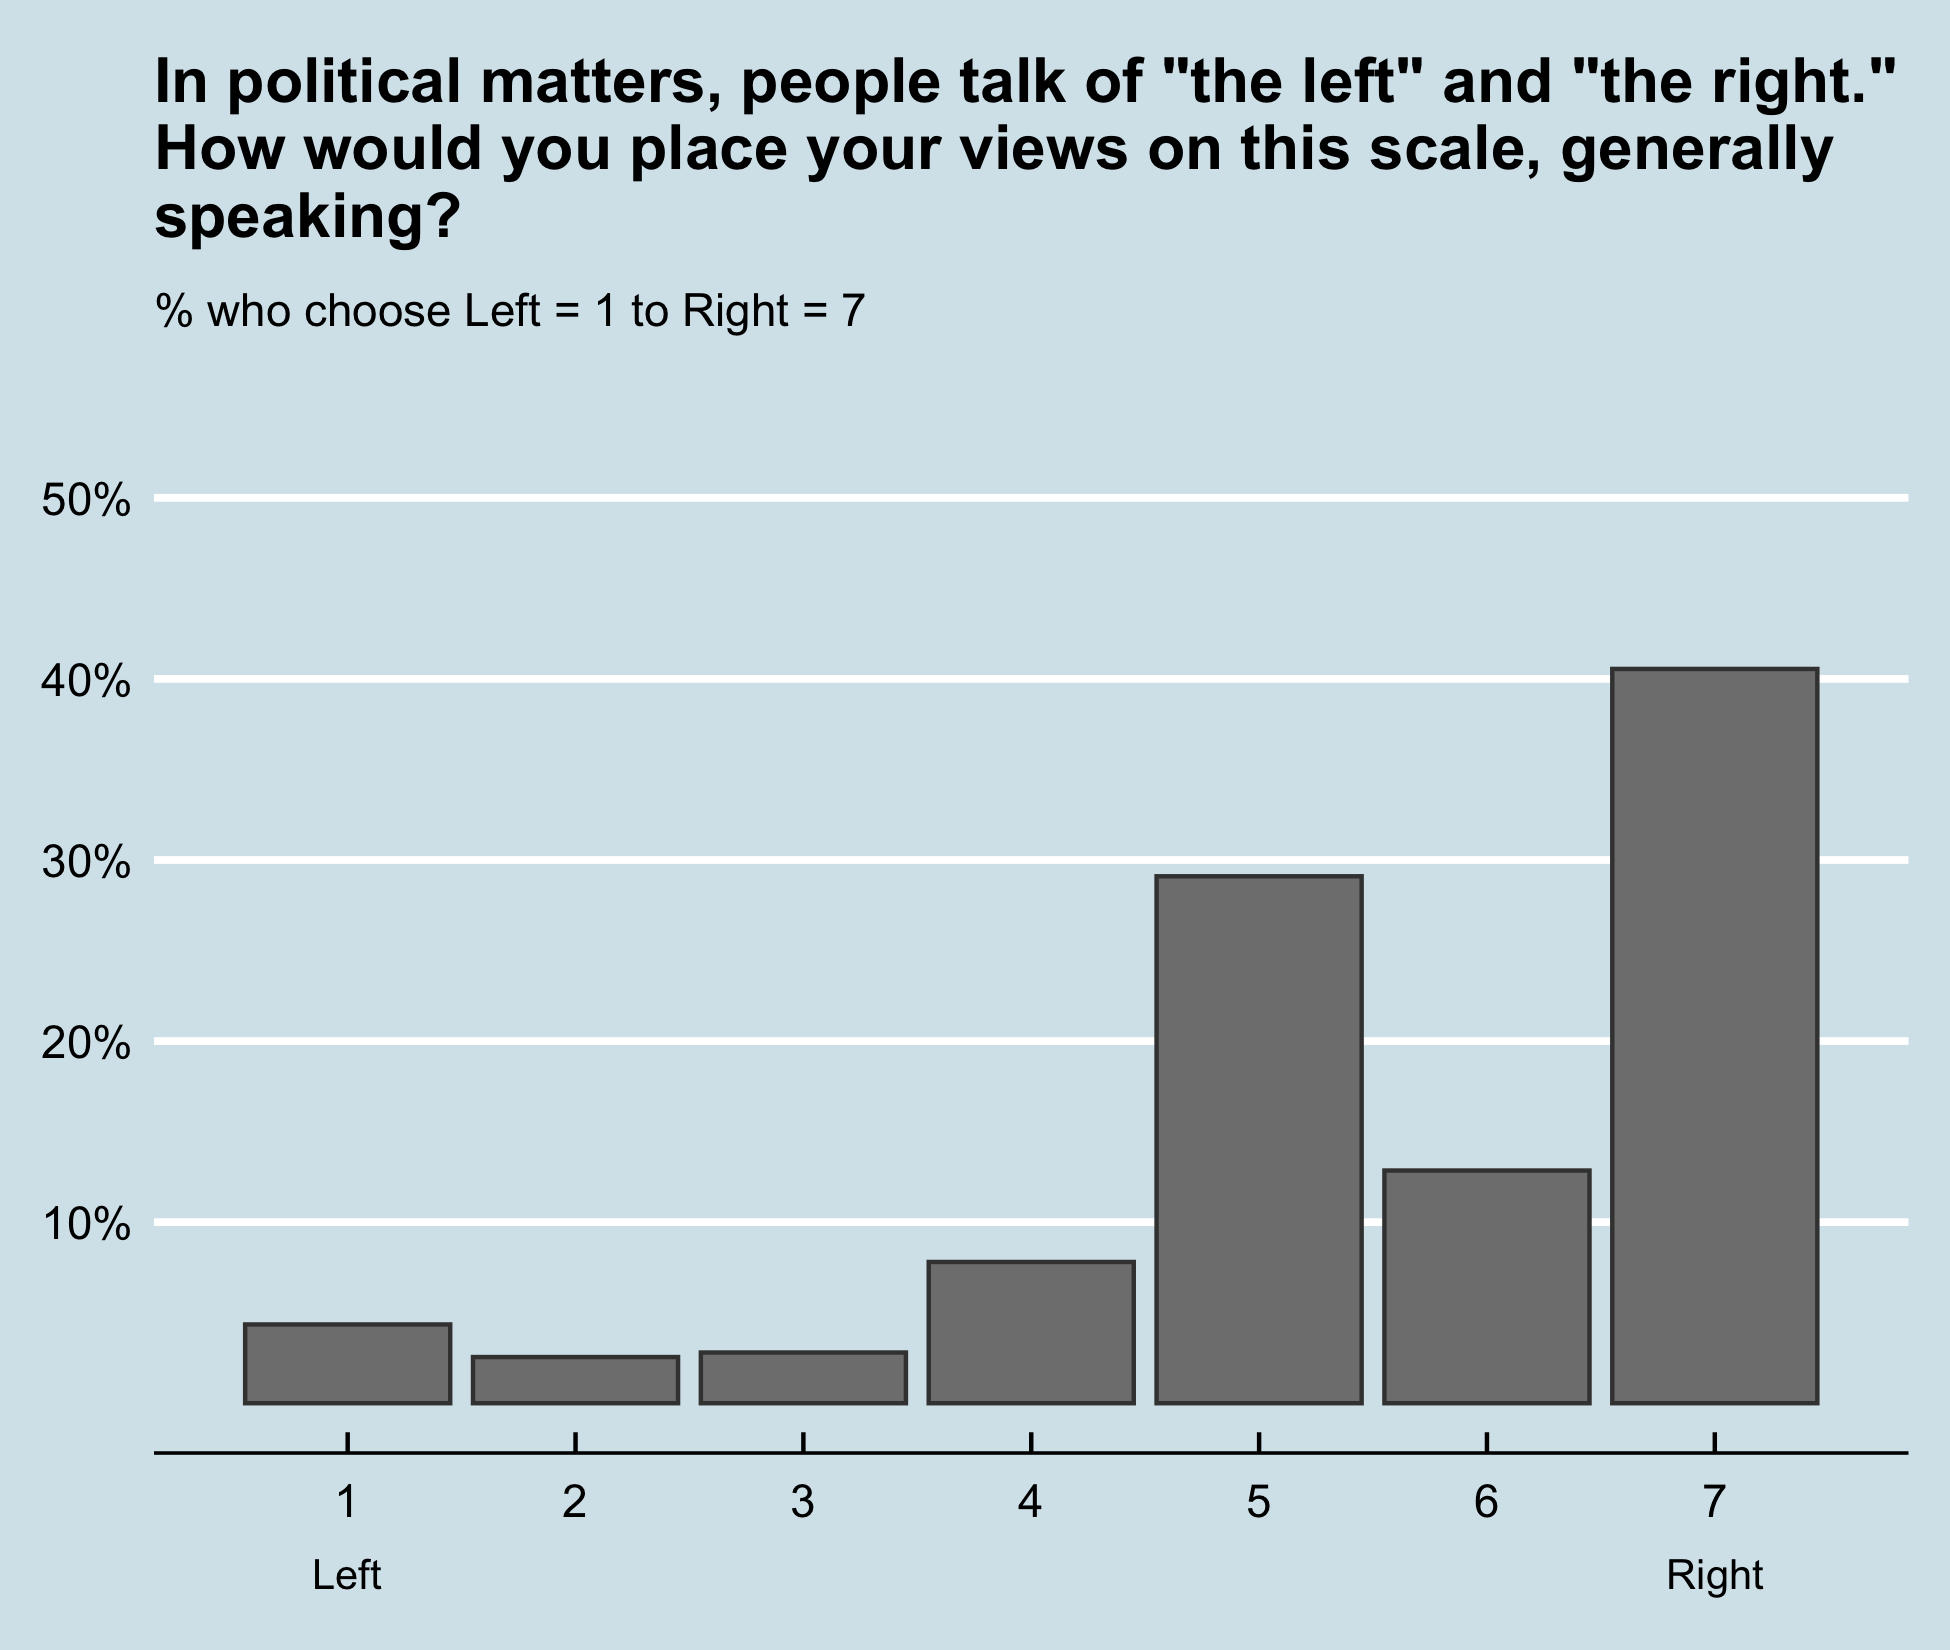 In political matters, people talk of "the left" and "the right."
How would you place your views on this scale, generally
speaking?
% who choose Left = 1 to Right = 7
50%
40%
30%
20%
10%
1 2 3 4 5 6 7
Left Right